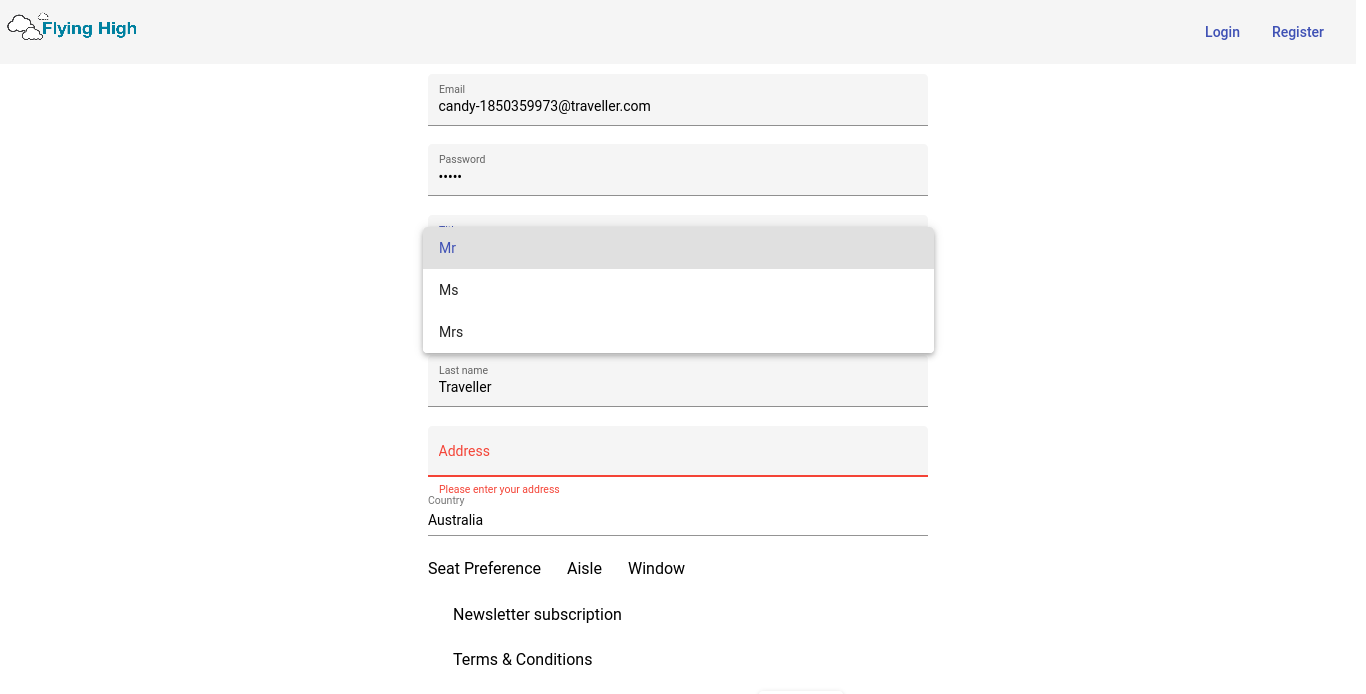 Flying High
Login Register
Email
candy-1850359973@traveller.com
Password
•••••
Mr
Ms
Mrs
Last name
Traveller
Address
Please enter your address
Country
Australia
Seat Preference Aisle Window
Newsletter subscription
Terms & Conditions